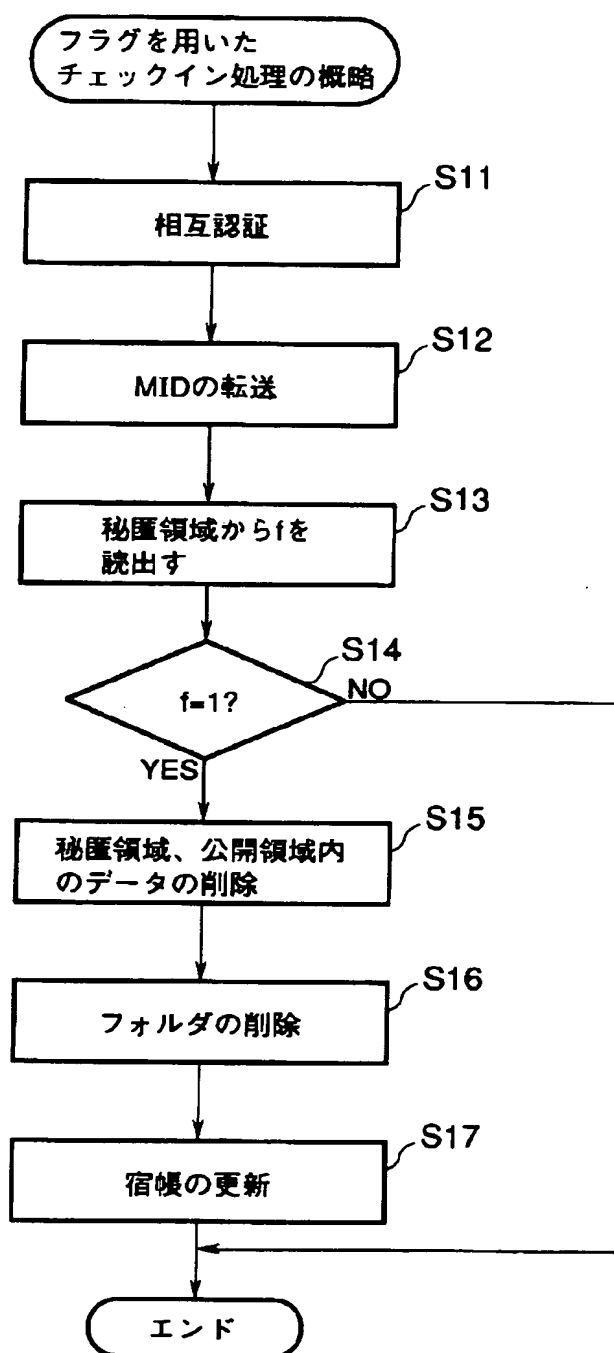 フラグを用いた
チェックイン処理の概略
S11
相互認証
S12
MIDの転送
S13
秘匿領域からfを
読出す
S14
f=1?
NO
YES
S15
秘匿領域、公開領域内
のデータの削除
S16
フォルダの削除
S17
宿帳の更新
エンド